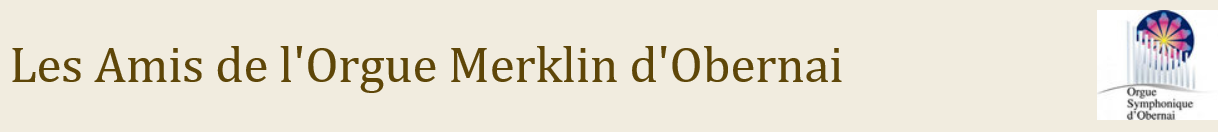 Les Amis de l'Orgue Merklin d'Obernai
Orgue
Symphonique
d'Obernai